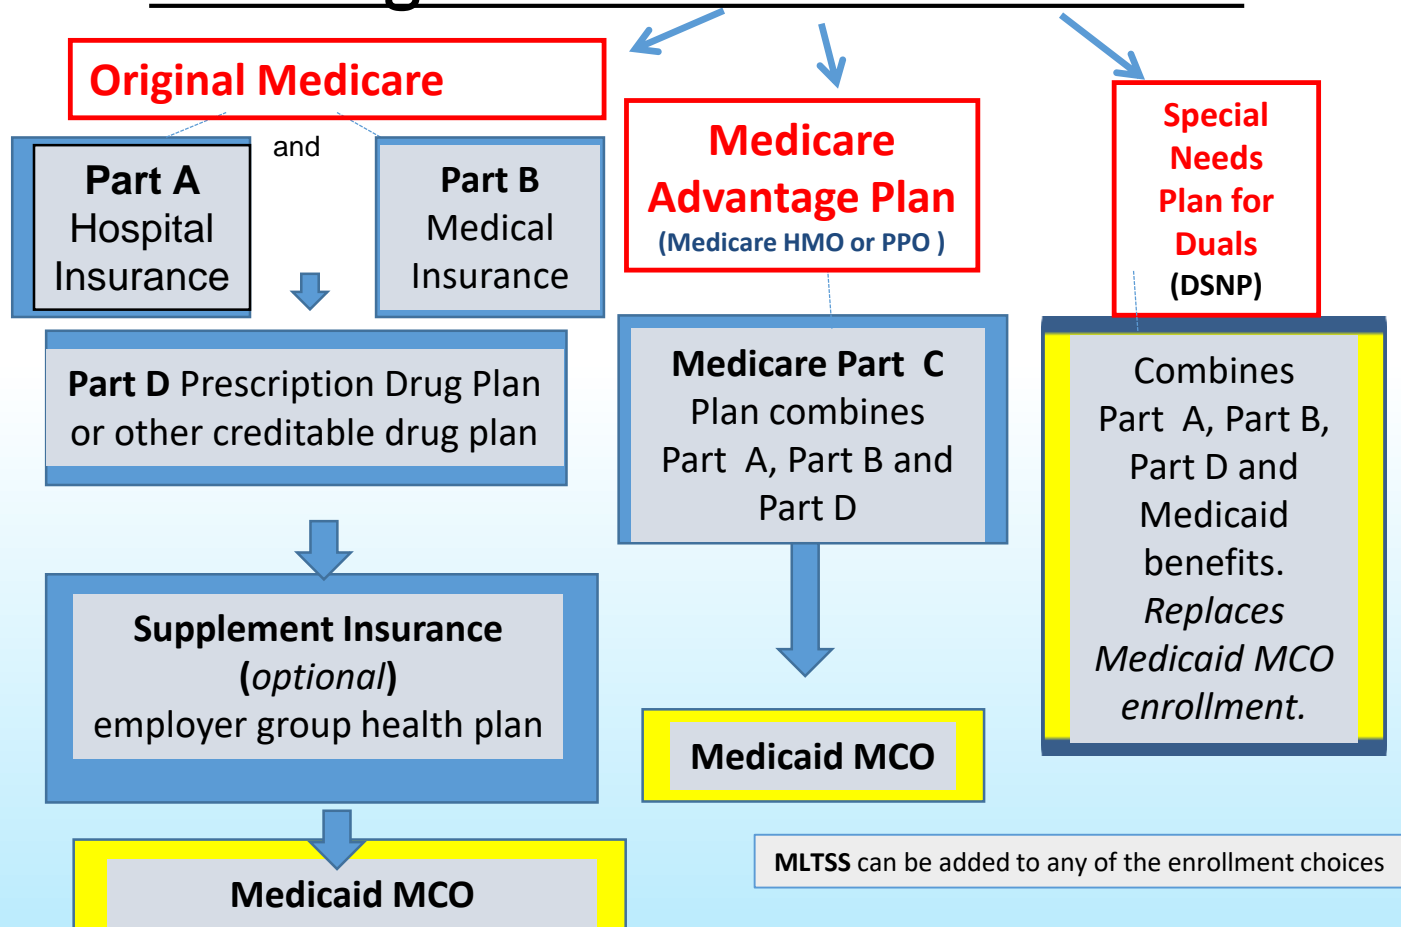 Original Medicare
Part A
Hospital
Insurance
and
Part B
Medical
Insurance
Part D Prescription Drug Plan
or other creditable drug plan
Supplement Insurance
(optional)
employer group health plan
Medicaid MCO
Medicare
Advantage Plan
(Medicare HMO or PPO )
Medicare Part C
Plan combines
Part A, Part B and
Part D
Medicaid MCO
Special
Needs
Plan for
Duals
(DSNP)
Combines
Part A, Part B,
Part D and
Medicaid
benefits.
Replaces
Medicaid MCO
enrollment.
MLTSS can be added to any of the enrollment choices